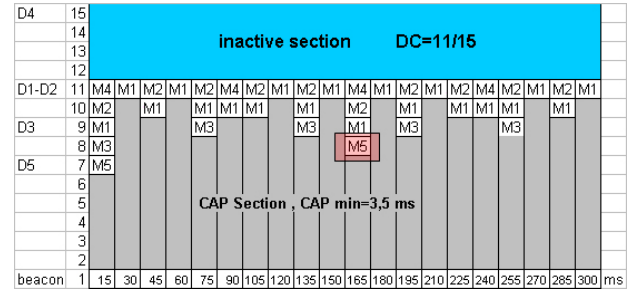 D4 15
14
inactive section DC=11/15
13
12
D1-D2 11 M4 M1 M2 M1 M2 M4 M2 M1 M2 M1 M4 M1 M2 M1 M2 M4 M2 M1 M2 M1
10 M2 M1 M1 M1 M1 M1 M2 M1 M1 M1 M1 M1
D3 9 M1 M3 M3 M1 M3 M3
8 M3 M5
D5 7 M5
6
5 CAP Section , CAP min=3,5 ms
4
3
2
beacon 1 15 30 45 60 75 90 105 120 135 150 165 180 195 210 225 240 255 270 285 300 ms